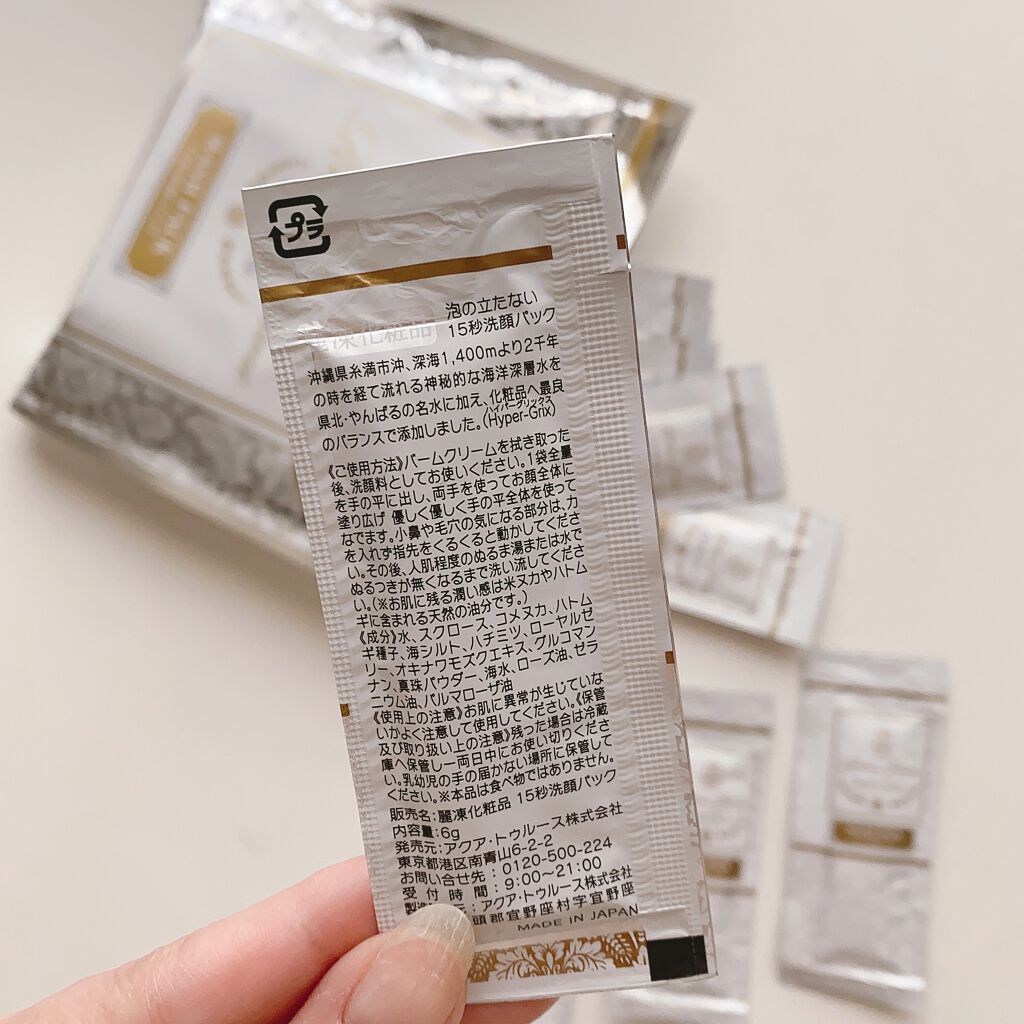 プラ
泡の立たない
凍化粧品 15秒洗顔パック
沖縄県糸満市沖、深海1,400mより2千年
の時を経て流れる神秘的な海洋深層水を
県北・やんばるの名水に加え、化粧品へ最良
ハイパーグリックス
のバランスで添加しました。(Hyper-Grix)
《ご使用方法》バームクリームを拭き取った
後、洗顔料としてお使いください。1袋全量
を手の平に出し、両手を使ってお顔全体に
塗り広げ 優しく優しく手の平全体を使って
なでます。小鼻や毛穴の気になる部分は、力
を入れず指先をくるくると動かしてくださ
い。その後、人肌程度のぬるま湯または水で
ぬるつきが無くなるまで洗い流してくださ
い。(※お肌に残る潤い感は米ヌカやハトム
ギに含まれる天然の油分です。)
《成分》水、スクロース、コメヌカ、ハトム
ギ種子、海シルト、ハチミツ、ローヤルゼ
リー、オキナワモズクエキス、グルコマン
ナン、真珠パウダー、海水、ローズ油、ゼラ
ニウム油、パルマローザ油
《使用上の注意》お肌に異常が生じていな
いかよく注意して使用してください。《保管
及び取り扱い上の注意》残った場合は冷蔵
庫へ保管し一両日中にお使い切りくださ
い。乳幼児の手の届かない場所に保管して
ください。※本品は食べ物ではありません。
販売名:麗凍化粧品 15秒洗顔パック
内容量:6g
発売元:アクア・トゥルース株式会社
東京都港区南青山6-2-2
お問い合せ先:0120-500-224
受付時間:9:00～21:00
製造 元:アクア・トゥルース株式会社
頭郡宜野座村字宜野座
MADE IN JAPAN